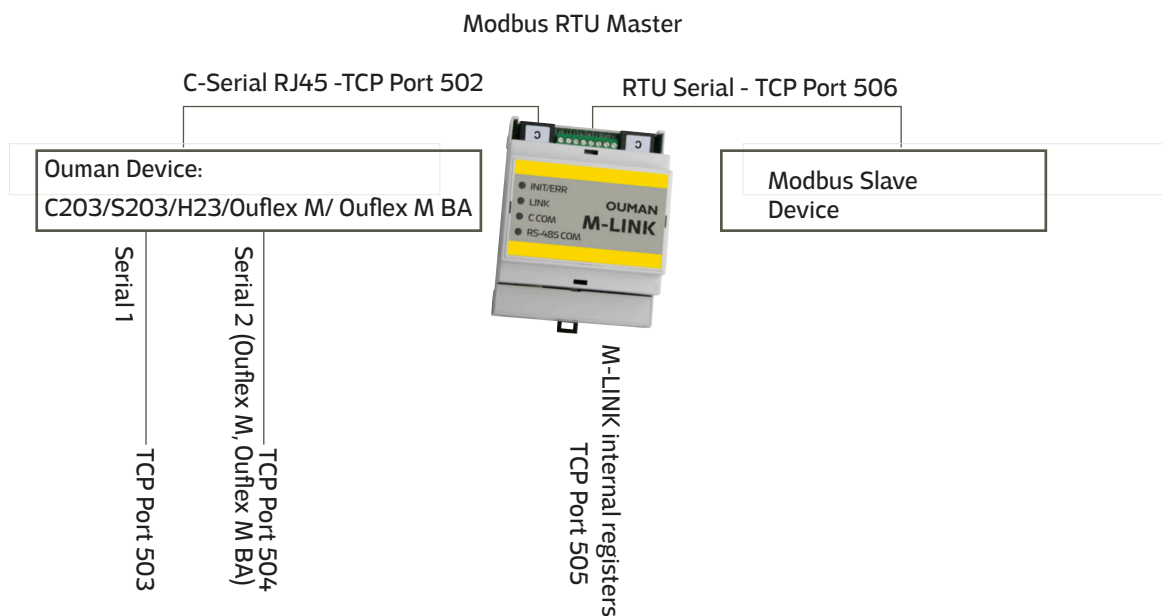 Modbus RTU Master
C-Serial RJ45 -TCP Port 502
RTU Serial - TCP Port 506
Ouman Device:
C203/S203/H23/Ouflex M/ Ouflex M BA
C
C
INIT/ERR
LINK
C COM
RS-485 COM
OUMAN
M-LINK
Modbus Slave
Device
Serial 1
TCP Port 503
Serial 2 (Ouflex M, Ouflex M BA)
TCP Port 504
M-LINK internal registers
TCP Port 505